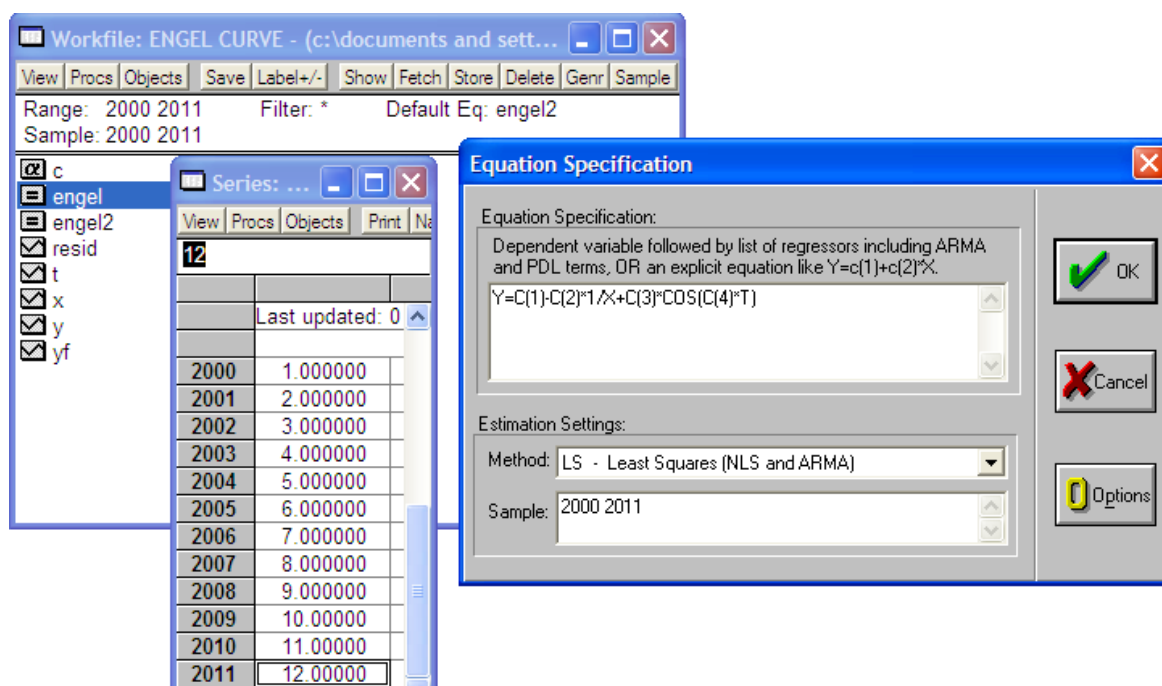 Workfile: ENGEL CURVE - (c:\documents and sett...
View Procs Objects Save Label+/- Show Fetch Store Delete Genr Sample
Range: 2000 2011 Filter: * Default Eq: engel2
Sample: 2000 2011
c
engel
engel2
resid
t
x
y
yf
Series: ...
View Procs Objects Print Na
12
Last updated: 0
2000 1.000000
2001 2.000000
2002 3.000000
2003 4.000000
2004 5.000000
2005 6.000000
2006 7.000000
2007 8.000000
2008 9.000000
2009 10.00000
2010 11.00000
2011 12.00000
Equation Specification
Equation Specification:
Dependent variable followed by list of regressors including ARMA
and PDL terms, OR an explicit equation like Y=c(1)+c(2)*X.
Y=C(1)-C(2)*1/X+C(3)*COS(C(4)*T)
Estimation Settings:
Method: LS - Least Squares (NLS and ARMA)
Sample: 2000 2011
OK
Cancel
Options